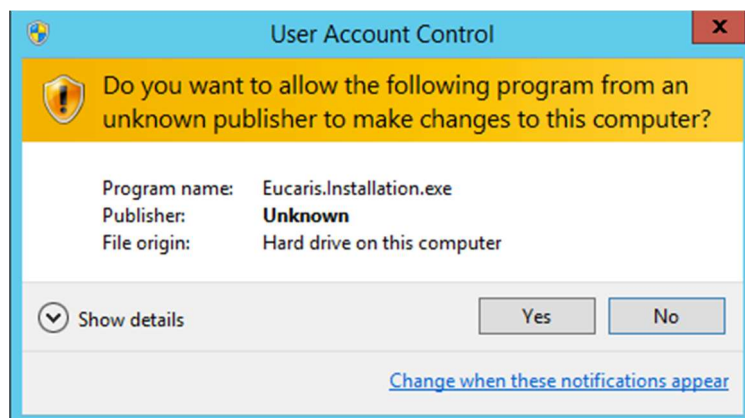 User Account Control
x
Do you want to allow the following program from an
unknown publisher to make changes to this computer?
Program name: Eucaris.Installation.exe
Publisher: Unknown
File origin: Hard drive on this computer
Show details
Yes No
Change when these notifications appear